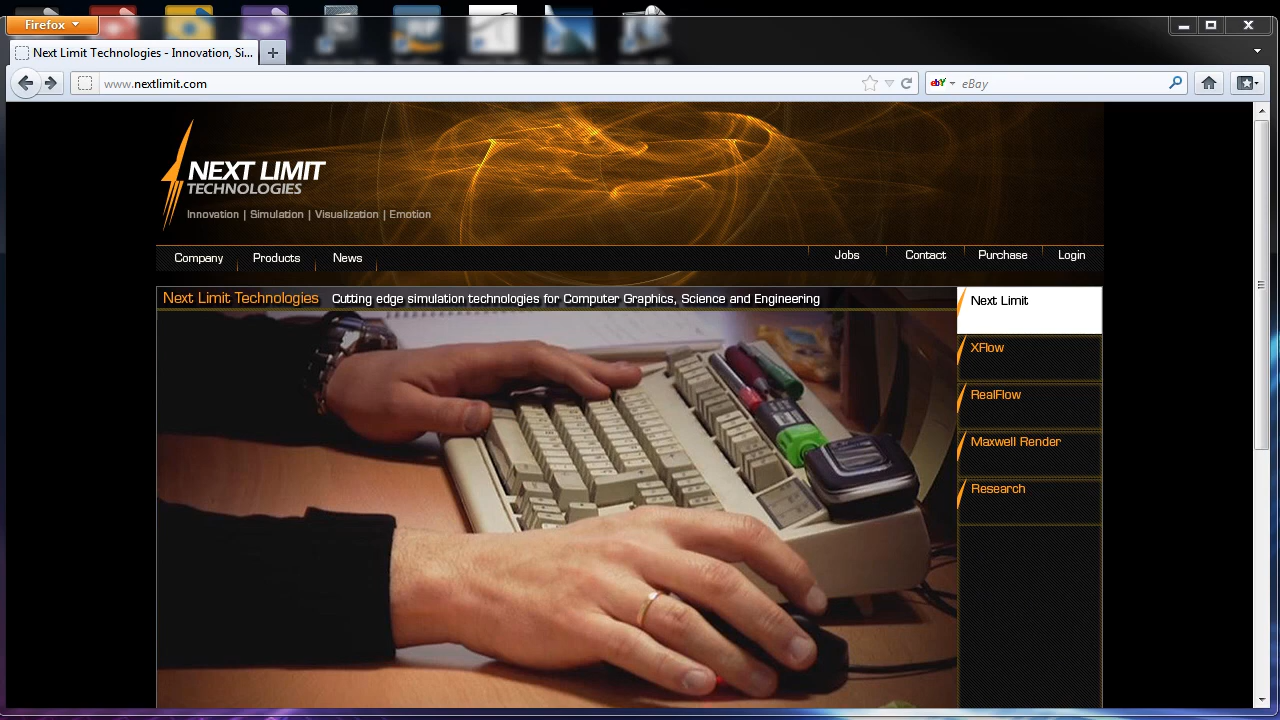 Firefox
Next Limit Technologies - Innovation, Si...
www.nextlimit.com
ebY
eBay
NEXT LIMIT
TECHNOLOGIES
Innovation | Simulation | Visualization | Emotion
Company Products News
Jobs Contact Purchase Login
Next Limit Technologies Cutting edge simulation technologies for Computer Graphics, Science and Engineering
Next Limit
XFlow
RealFlow
Maxwell Render
Research